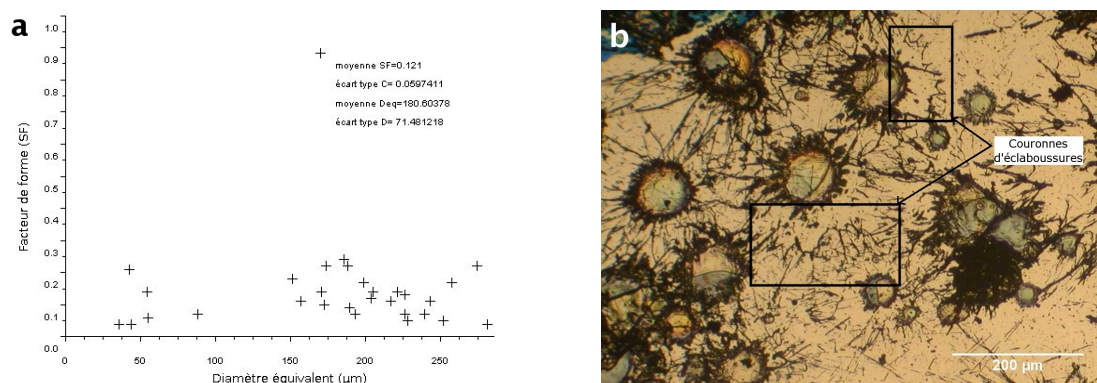 a
1.0
0.9
0.8
0.7
0.6
0.5
0.4
0.3
0.2
0.1
0.0
Facteur de forme (SF)
moyenne SF=0.121
écart type C= 0.0597411
moyenne Deq=180.60378
écart type D= 71.481218
0 50 100 150 200 250
Diamètre équivalent (µm)
b
Couronnes
d'éclaboussures
200 µm